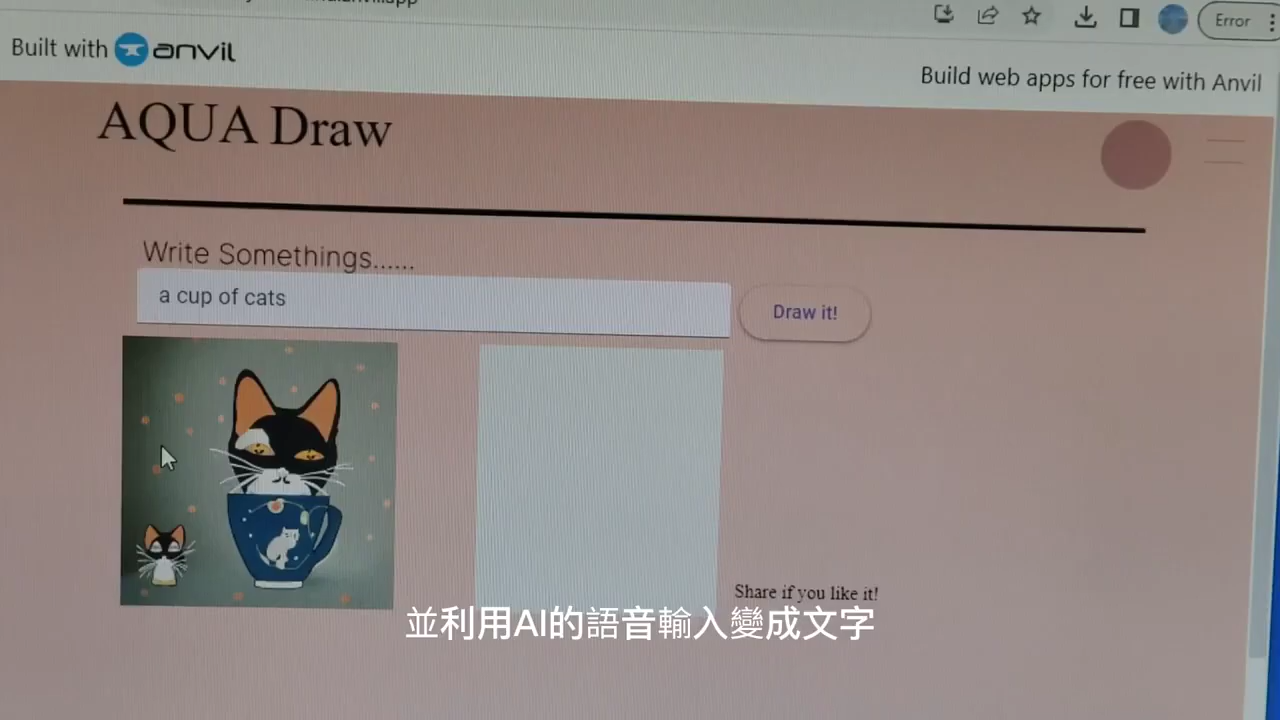 Error
Built with anvil
Build web apps for free with Anvil
AQUA Draw
Write Somethings......
a cup of cats
Draw it!
Share if you like it!
並利用AI的語音輸入變成文字